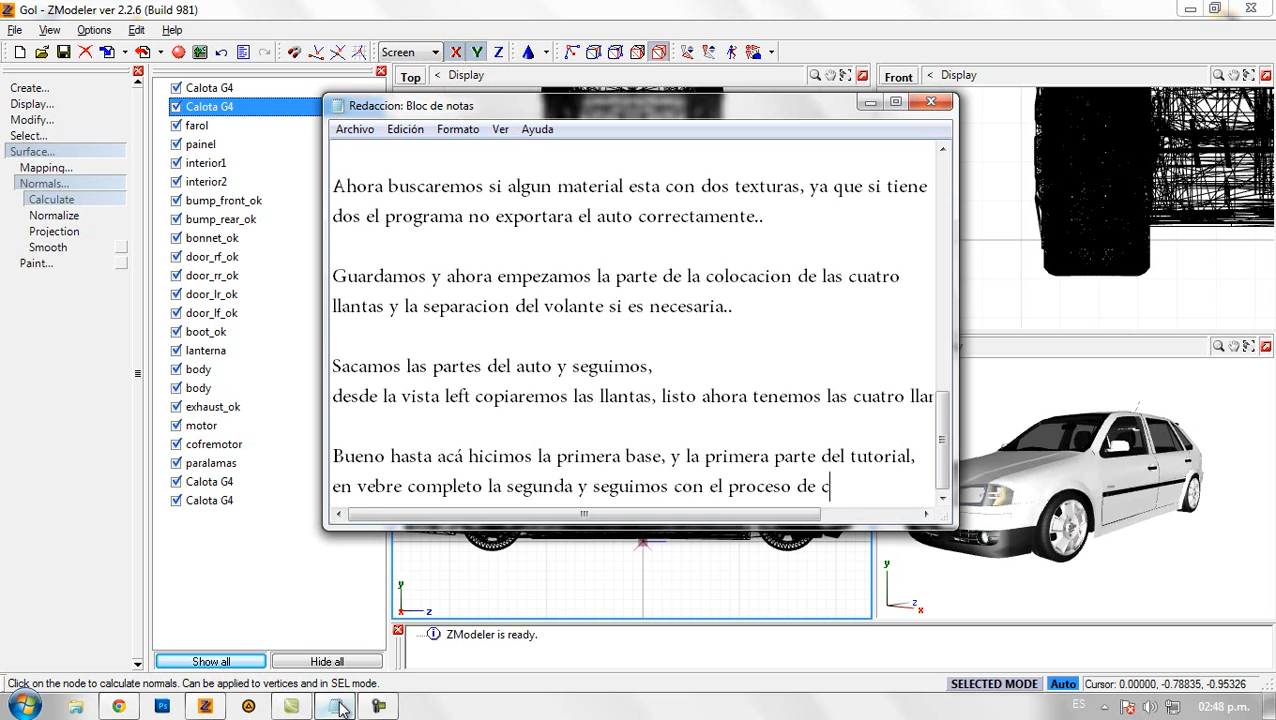 Gol - ZModeler ver 2.2.6 (Build 981)
File View Options Edit Help
Screen X Y Z
Top < Display
Front < Display
Create...
Display...
Modify...
Select...
Surface...
Mapping...
Normals...
Calculate
Normalize
Projection
Smooth
Paint...
Calota G4
Calota G4
farol
painel
interior1
interior2
bump_front_ok
bump_rear_ok
bonnet_ok
door_rf_ok
door_rr_ok
door_lr_ok
door_lf_ok
boot_ok
lanterna
body
body
exhaust_ok
motor
cofremotor
paralamas
Calota G4
Calota G4
Show all Hide all
Redaccion: Bloc de notas
Archivo Edición Formato Ver Ayuda
Ahora buscaremos si algun material esta con dos texturas, ya que si tiene
dos el programa no exportara el auto correctamente..
Guardamos y ahora empezamos la parte de la colocacion de las cuatro
llantas y la separacion del volante si es necesaria..
Sacamos las partes del auto y seguimos,
desde la vista left copiaremos las llantas, listo ahora tenemos las cuatro llan
Bueno hasta acá hicimos la primera base, y la primera parte del tutorial,
en vebre completo la segunda y seguimos con el proceso de c
y
x z
y
z
x
ZModeler is ready.
Click on the node to calculate normals. Can be applied to vertices and in SEL mode.
SELECTED MODE Auto Cursor: 0.00000, -0.78835, -0.95326
Ps
ES 02:48 p.m.